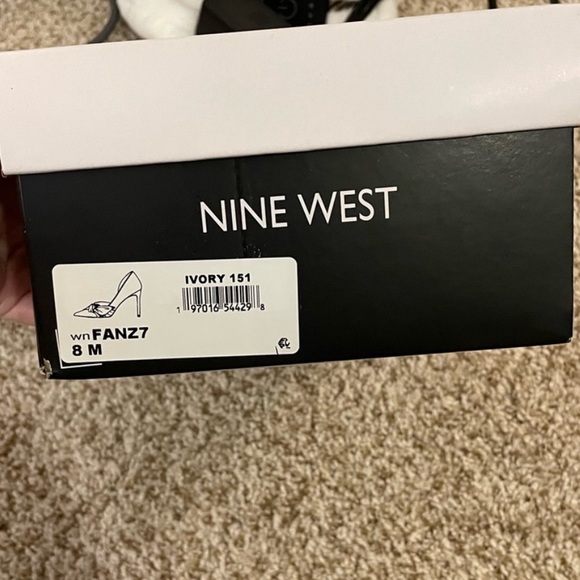 NINE WEST
IVORY 151
1 97016 54429 8
wnFANZ7
8 M